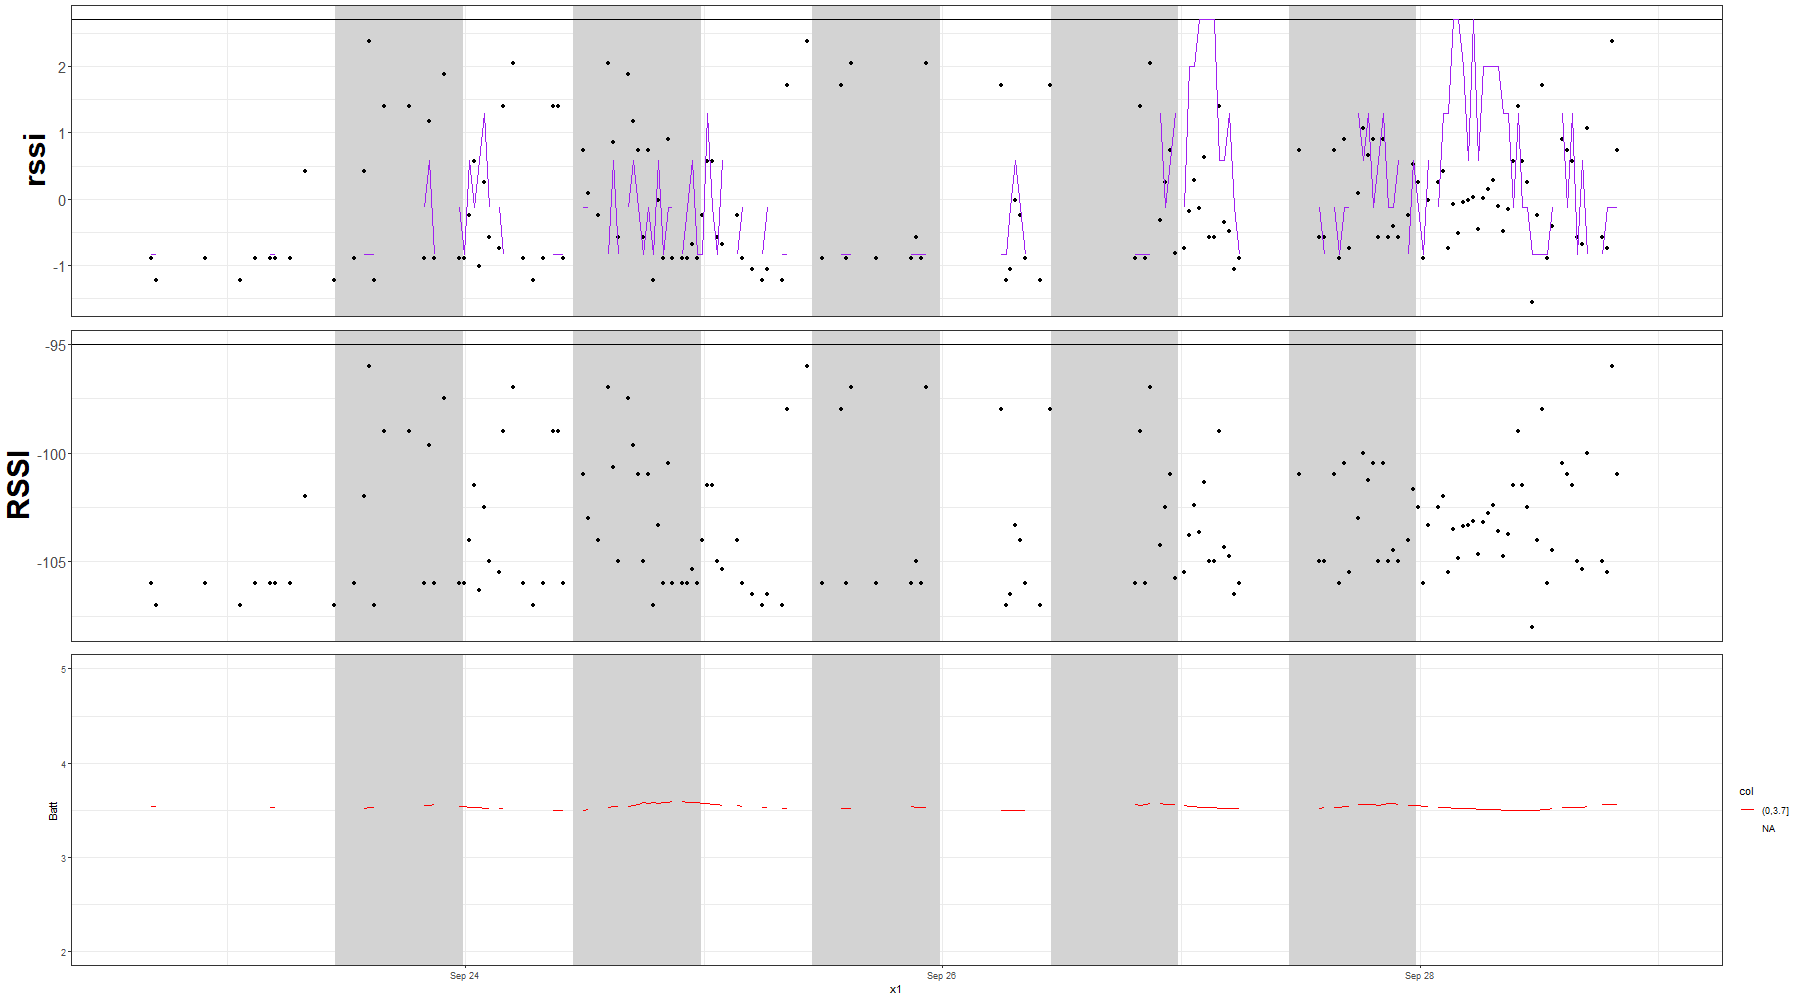 rssi
2
1
0
-1
RSSI
-95
-100
-105
Batt
5
4
3
2
Sep 24
Sep 26
Sep 28
x1
col
(0,3.7]
NA